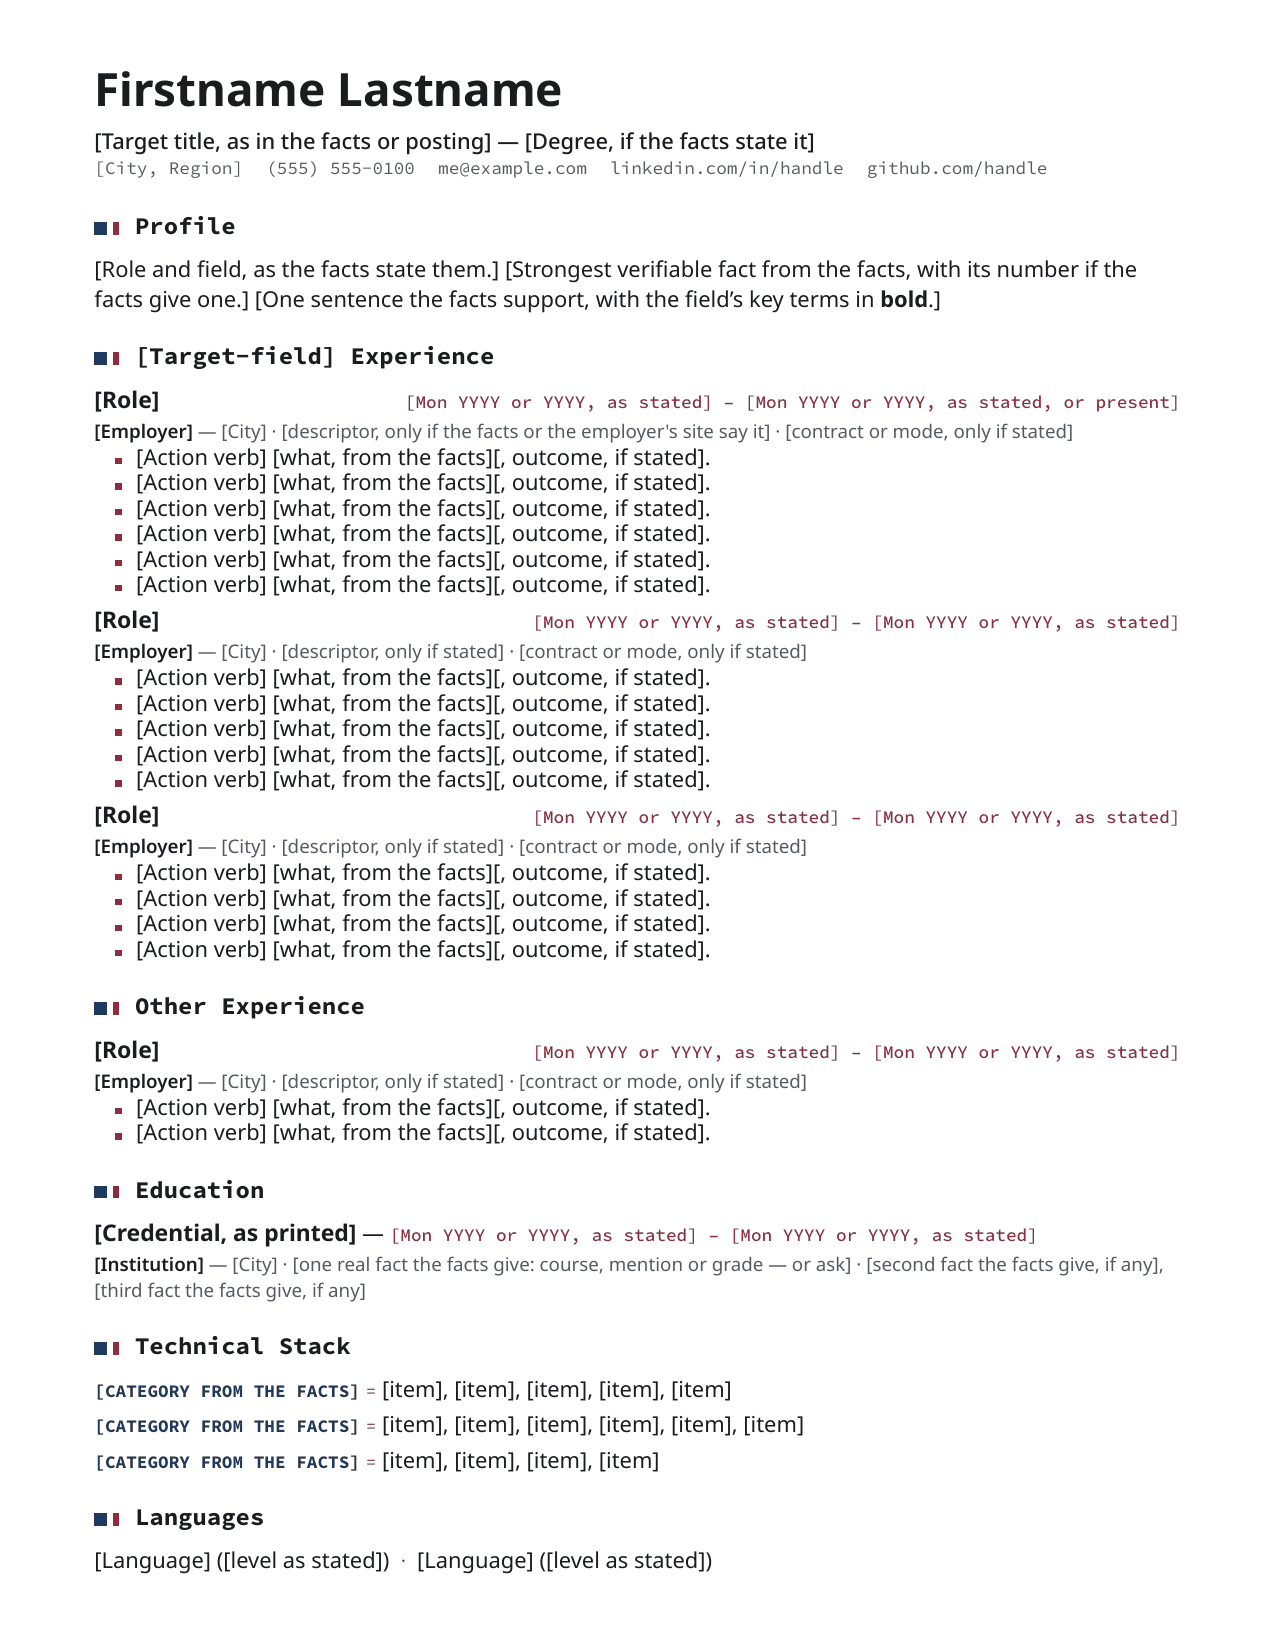 Firstname Lastname
[Target title, as in the facts or posting] — [Degree, if the facts state it]
[City, Region] (555) 555-0100 me@example.com linkedin.com/in/handle github.com/handle
Profile
[Role and field, as the facts state them.] [Strongest verifiable fact from the facts, with its number if the
facts give one.] [One sentence the facts support, with the field’s key terms in bold.]
[Target-field] Experience
[Role] [Mon YYYY or YYYY, as stated] – [Mon YYYY or YYYY, as stated, or present]
[Employer] — [City] · [descriptor, only if the facts or the employer's site say it] · [contract or mode, only if stated]
[Action verb] [what, from the facts][, outcome, if stated].
[Action verb] [what, from the facts][, outcome, if stated].
[Action verb] [what, from the facts][, outcome, if stated].
[Action verb] [what, from the facts][, outcome, if stated].
[Action verb] [what, from the facts][, outcome, if stated].
[Action verb] [what, from the facts][, outcome, if stated].
[Role] [Mon YYYY or YYYY, as stated] – [Mon YYYY or YYYY, as stated]
[Employer] — [City] · [descriptor, only if stated] · [contract or mode, only if stated]
[Action verb] [what, from the facts][, outcome, if stated].
[Action verb] [what, from the facts][, outcome, if stated].
[Action verb] [what, from the facts][, outcome, if stated].
[Action verb] [what, from the facts][, outcome, if stated].
[Action verb] [what, from the facts][, outcome, if stated].
[Role] [Mon YYYY or YYYY, as stated] – [Mon YYYY or YYYY, as stated]
[Employer] — [City] · [descriptor, only if stated] · [contract or mode, only if stated]
[Action verb] [what, from the facts][, outcome, if stated].
[Action verb] [what, from the facts][, outcome, if stated].
[Action verb] [what, from the facts][, outcome, if stated].
[Action verb] [what, from the facts][, outcome, if stated].
Other Experience
[Role] [Mon YYYY or YYYY, as stated] – [Mon YYYY or YYYY, as stated]
[Employer] — [City] · [descriptor, only if stated] · [contract or mode, only if stated]
[Action verb] [what, from the facts][, outcome, if stated].
[Action verb] [what, from the facts][, outcome, if stated].
Education
[Credential, as printed] — [Mon YYYY or YYYY, as stated] – [Mon YYYY or YYYY, as stated]
[Institution] — [City] · [one real fact the facts give: course, mention or grade — or ask] · [second fact the facts give, if any],
[third fact the facts give, if any]
Technical Stack
[CATEGORY FROM THE FACTS] = [item], [item], [item], [item], [item]
[CATEGORY FROM THE FACTS] = [item], [item], [item], [item], [item], [item]
[CATEGORY FROM THE FACTS] = [item], [item], [item], [item]
Languages
[Language] ([level as stated]) · [Language] ([level as stated])